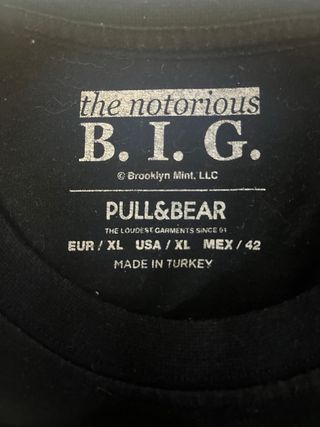 the notorious
B. I. G.
© Brooklyn Mint, LLC
PULL&BEAR
THE LOUDEST GARMENTS SINCE 91
EUR / XL USA / XL MEX / 42
MADE IN TURKEY